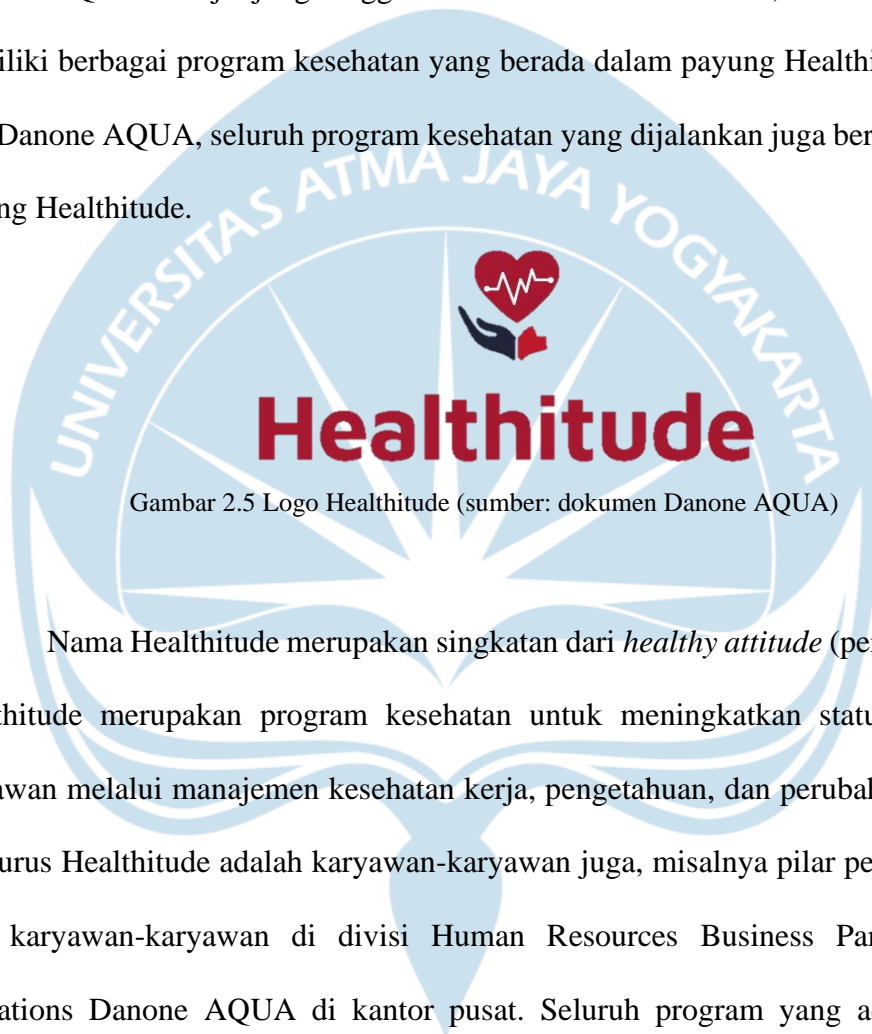 iliki berbagai program kesehatan yang berada dalam payung Healthi
Danone AQUA, seluruh program kesehatan yang dijalankan juga ber
ng Healthitude.
UNIVERSITAS ATMA JAYA YOGYAKARTA
Healthitude
Gambar 2.5 Logo Healthitude (sumber: dokumen Danone AQUA)
Nama Healthitude merupakan singkatan dari healthy attitude (per
thitude merupakan program kesehatan untuk meningkatkan statu
awan melalui manajemen kesehatan kerja, pengetahuan, dan perubah
urus Healthitude adalah karyawan-karyawan juga, misalnya pilar pe
karyawan-karyawan di divisi Human Resources Business Par
ations Danone AQUA di kantor pusat. Seluruh program yang a